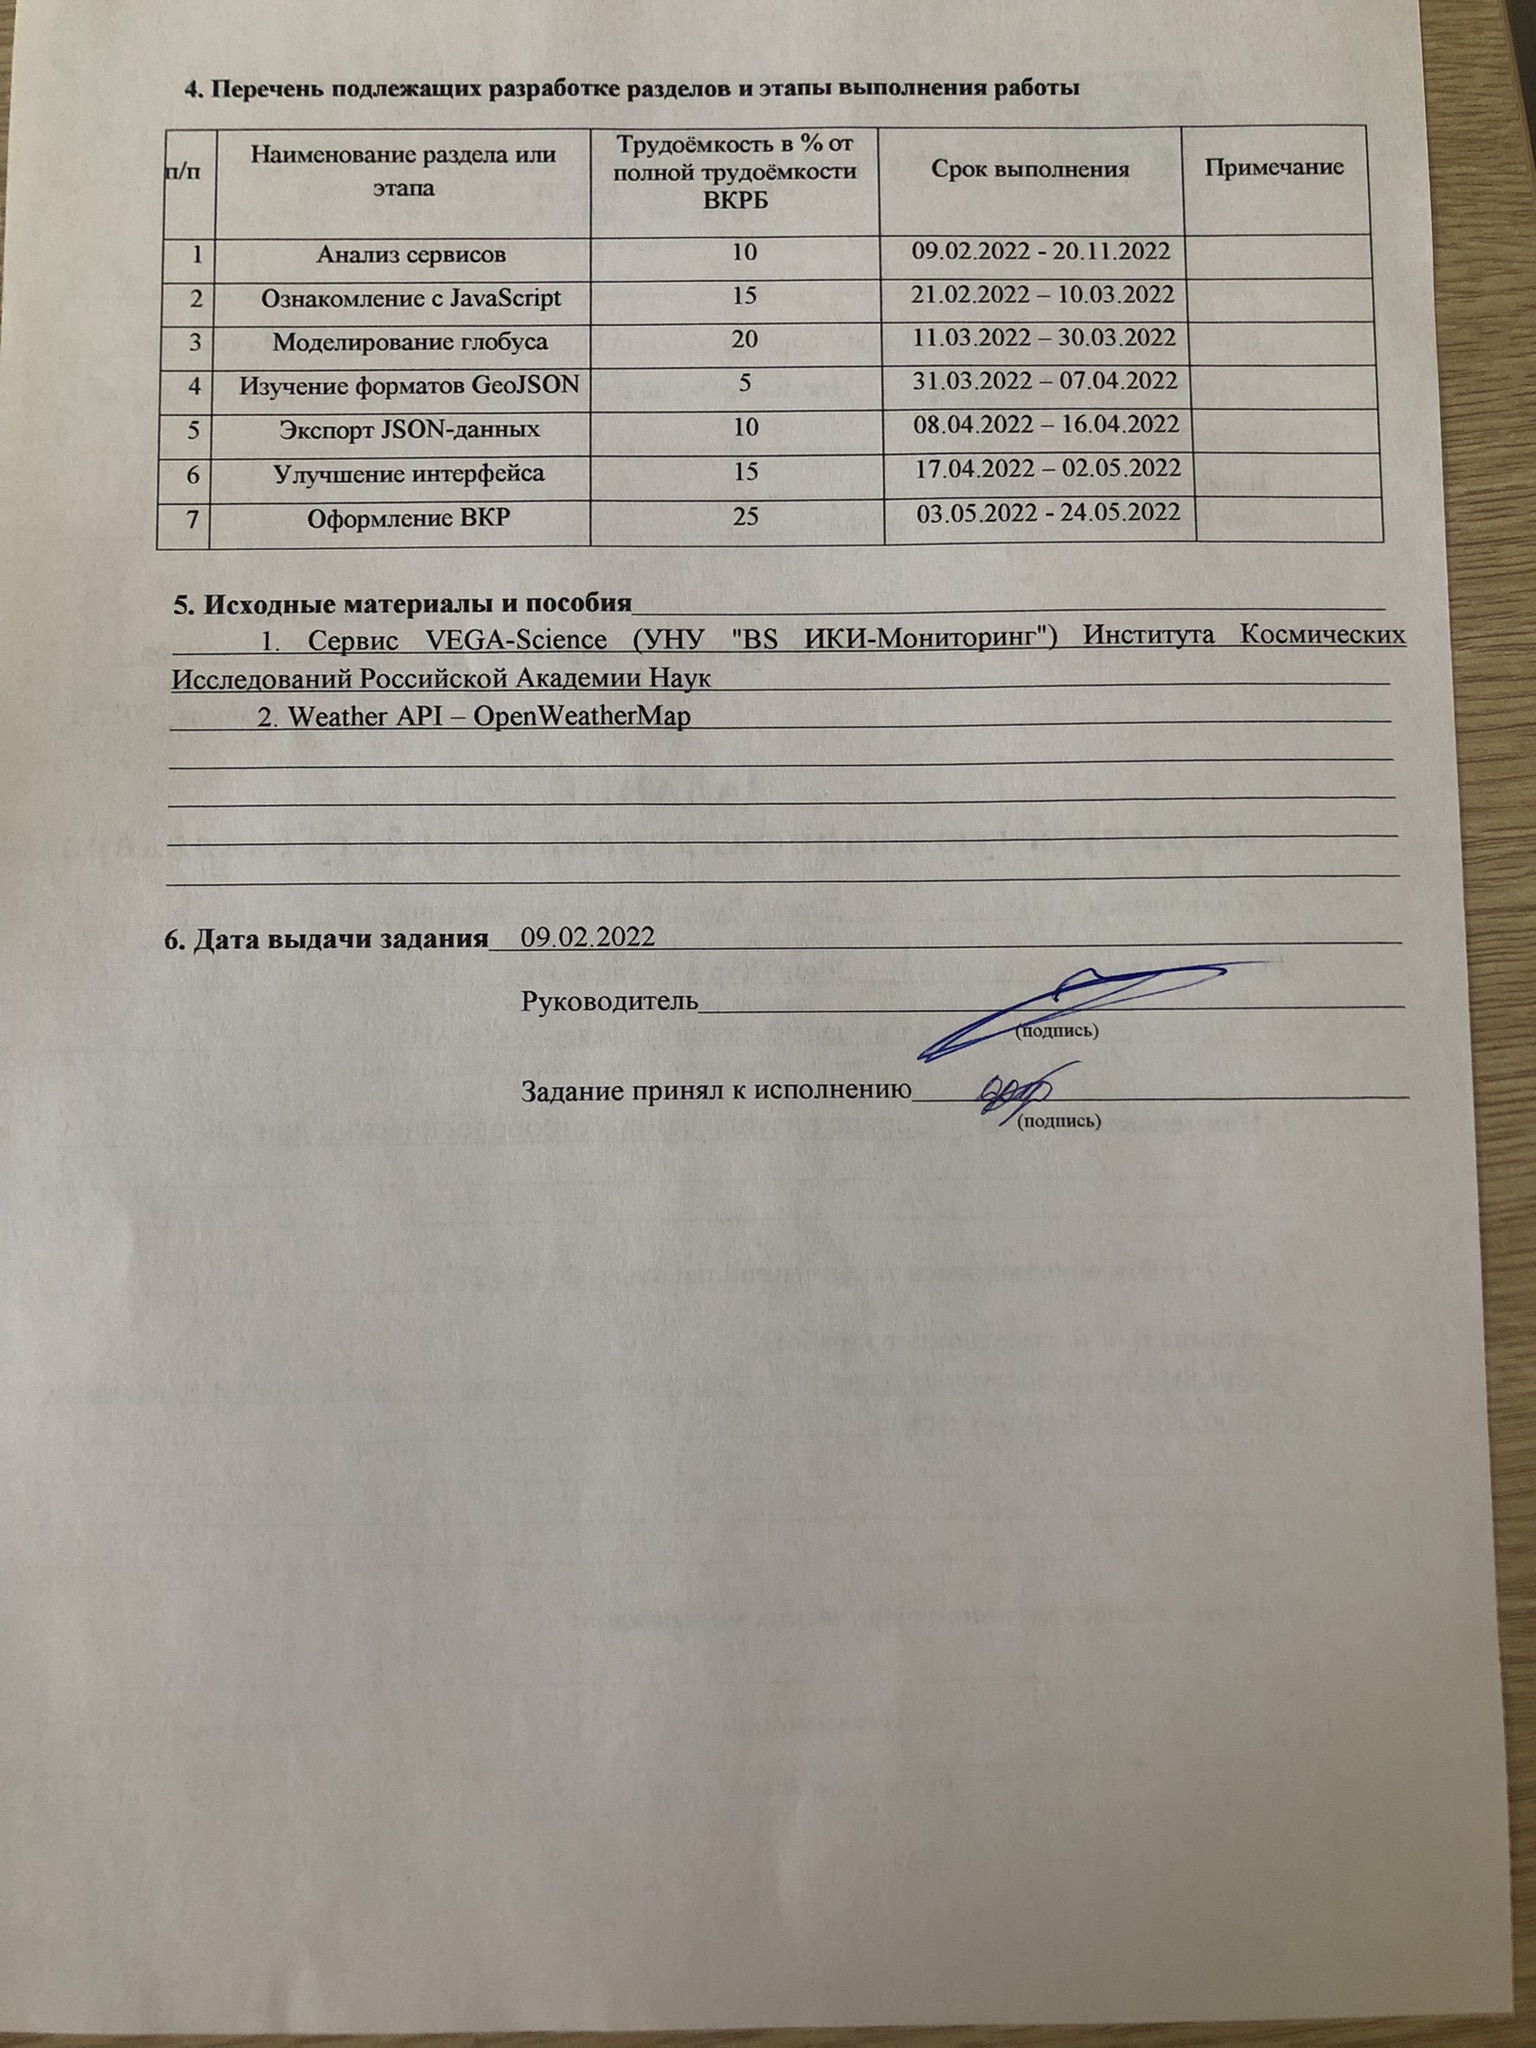 4. Перечень подлежащих разработке разделов и этапы выполнения работы
п/п Наименование раздела или этапа Трудоёмкость в % от полной трудоёмкости ВКРБ Срок выполнения Примечание
1 Анализ сервисов 10 09.02.2022 - 20.11.2022
2 Ознакомление с JavaScript 15 21.02.2022 – 10.03.2022
3 Моделирование глобуса 20 11.03.2022 – 30.03.2022
4 Изучение форматов GeoJSON 5 31.03.2022 – 07.04.2022
5 Экспорт JSON-данных 10 08.04.2022 – 16.04.2022
6 Улучшение интерфейса 15 17.04.2022 – 02.05.2022
7 Оформление ВКР 25 03.05.2022 - 24.05.2022
5. Исходные материалы и пособия
1. Сервис VEGA-Science (УНУ "BS ИКИ-Мониторинг") Института Космических
Исследований Российской Академии Наук
2. Weather API – OpenWeatherMap
6. Дата выдачи задания 09.02.2022
Руководитель
(подпись)
Задание принял к исполнению
(подпись)